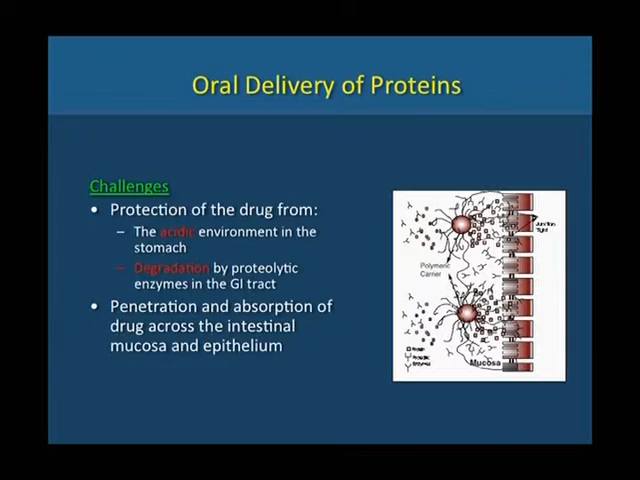 Oral Delivery of Proteins
Challenges
• Protection of the drug from:
– The acidic environment in the
stomach
– Degradation by proteolytic
enzymes in the GI tract
• Penetration and absorption of
drug across the intestinal
mucosa and epithelium
Junction
Tight
Polymeric
Carrier
Mucosa